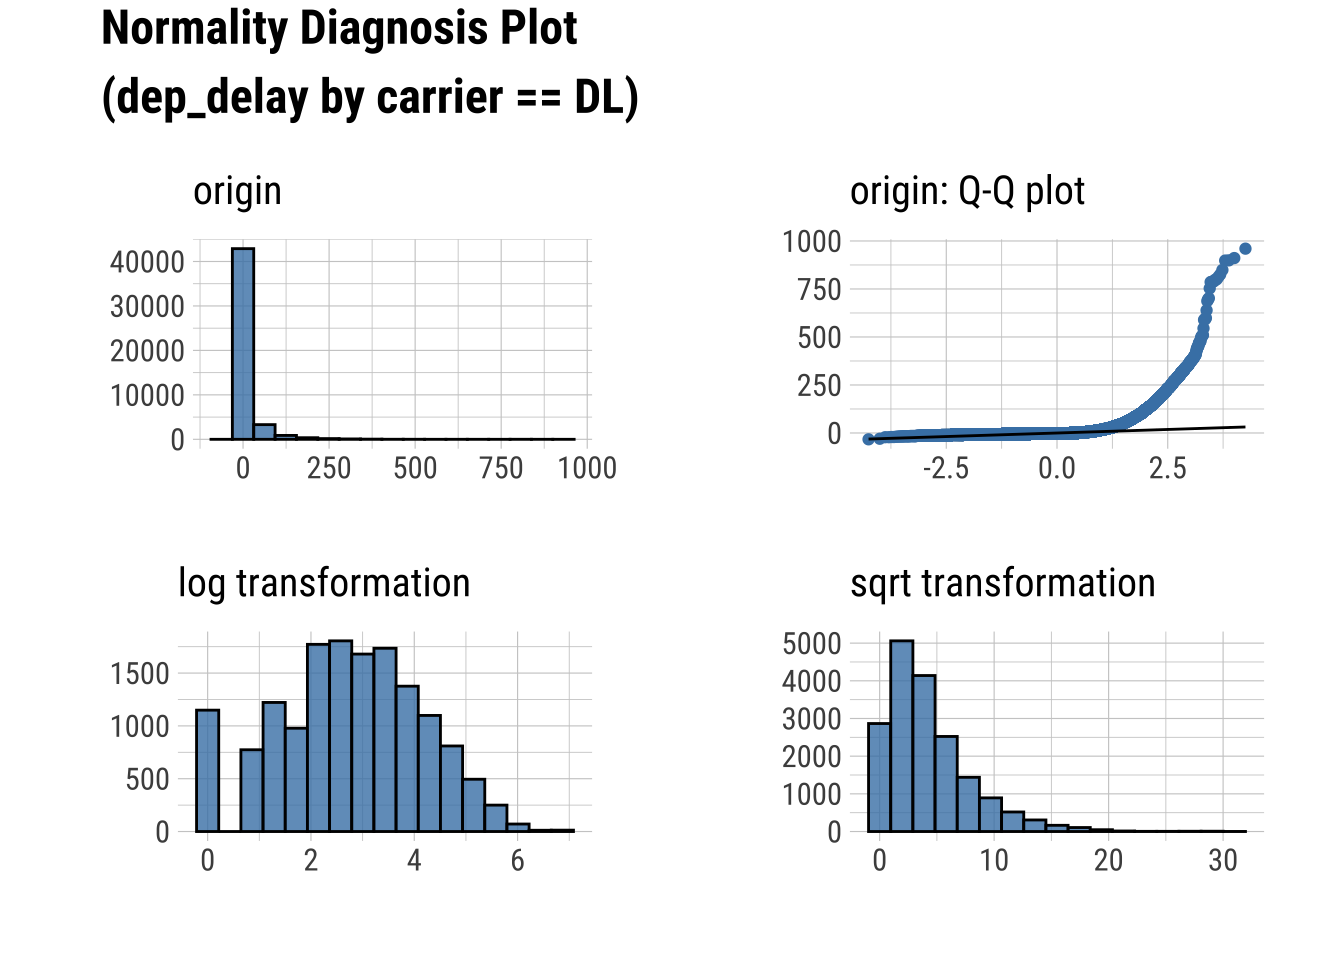 Normality Diagnosis Plot
(dep_delay by carrier == DL)
origin
40000
30000
20000
10000
0
0 250 500 750 1000
origin: Q-Q plot
1000
750
500
250
0
-2.5 0.0 2.5
log transformation
1500
1000
500
0
0 2 4 6
sqrt transformation
5000
4000
3000
2000
1000
0
0 10 20 30